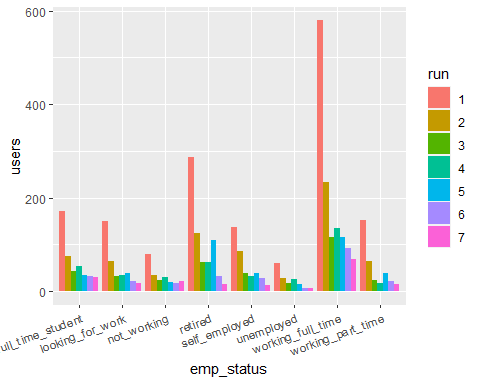 600
400
200
0
users
ull_time_student
looking_for_work
not_working
retired
self_employed
unemployed
working_full_time
working_part_time
emp_status
run
1
2
3
4
5
6
7